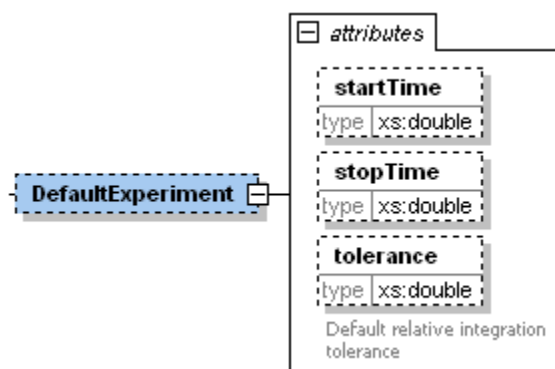 attributes
startTime
type xs:double
DefaultExperiment
stopTime
type xs:double
tolerance
type xs:double
Default relative integration
tolerance